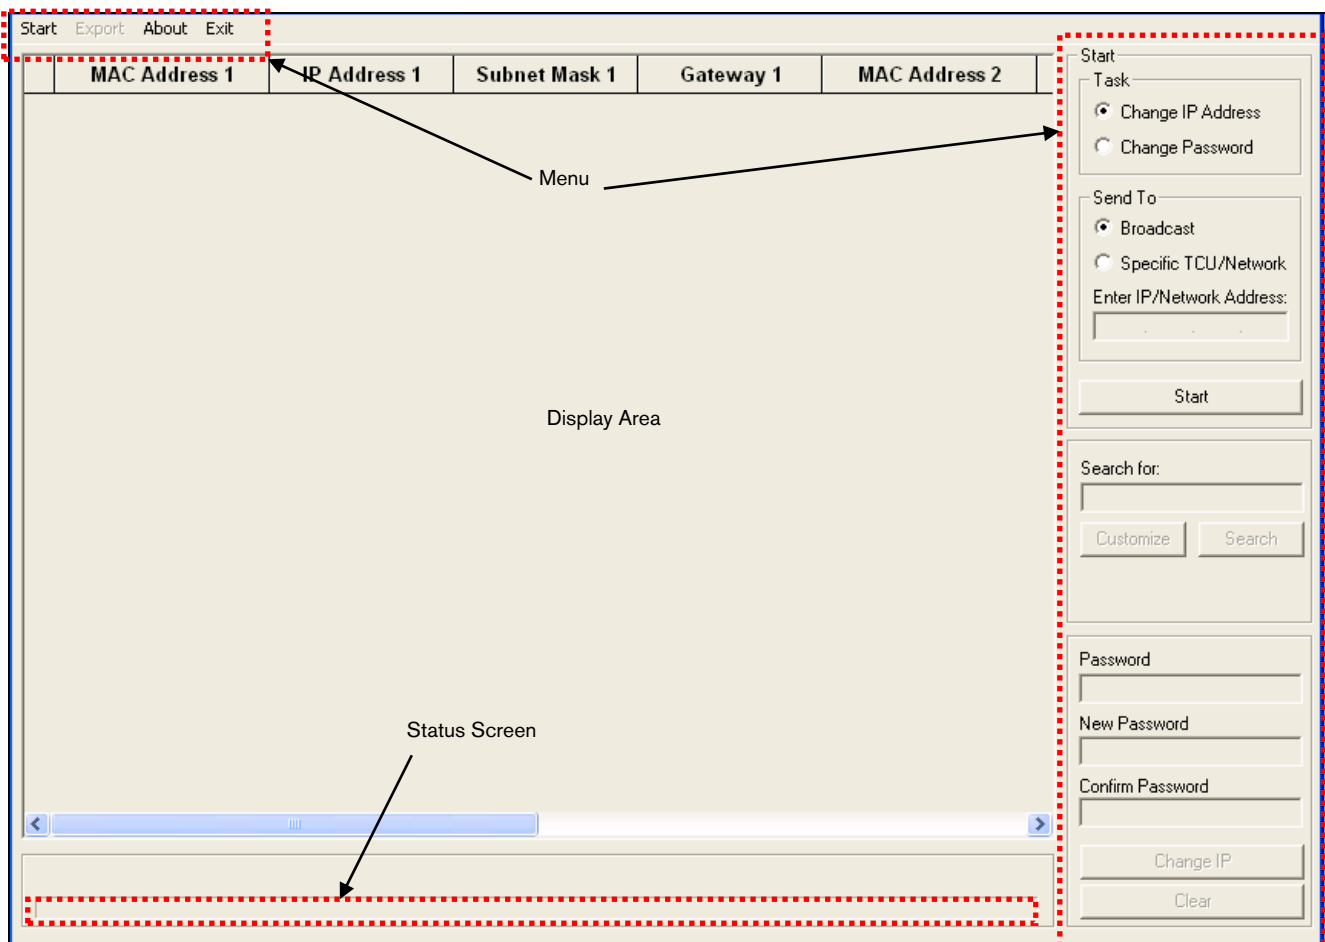 Start Export About Exit
MAC Address 1 IP Address 1 Subnet Mask 1 Gateway 1 MAC Address 2
Menu
Display Area
Status Screen
Start
Task
Change IP Address
Change Password
Send To
Broadcast
Specific TCU/Network
Enter IP/Network Address:
. . .
Start
Search for:
Customize Search
Password
New Password
Confirm Password
Change IP
Clear